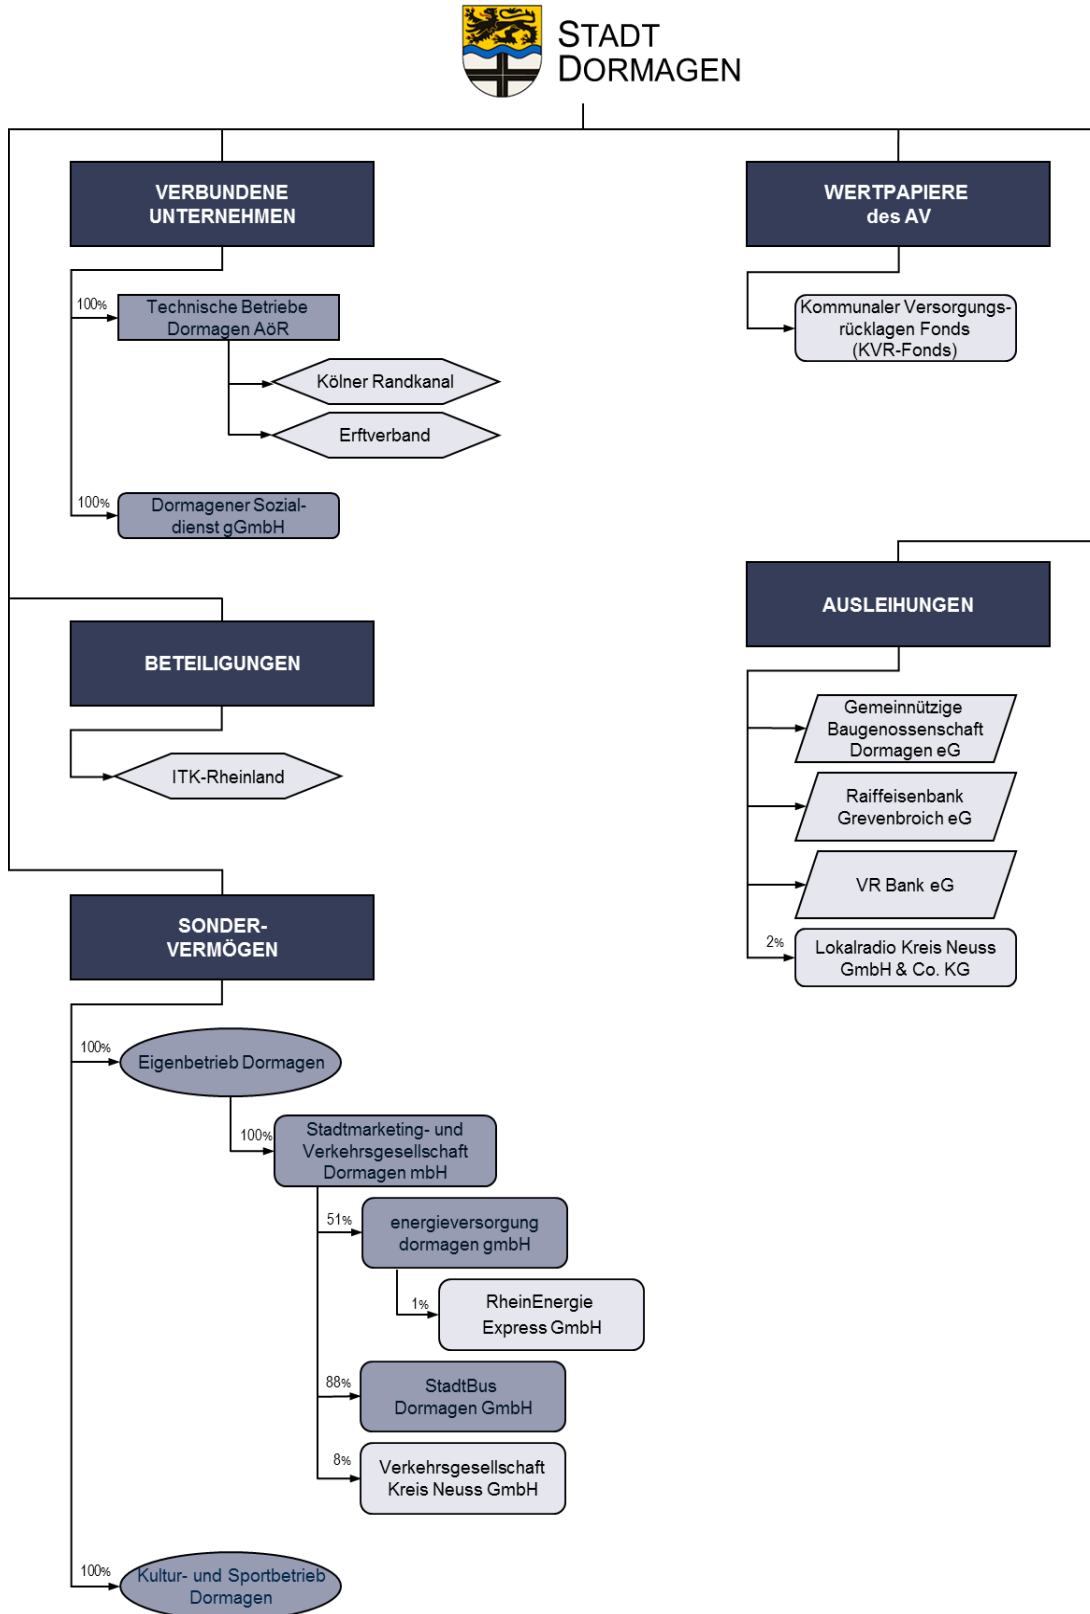 STADT
DORMAGEN
VERBUNDENE
UNTERNEHMEN
100%
Technische Betriebe
Dormagen AöR
Kölner Randkanal
Erftverband
100%
Dormagener Sozial-
dienst gGmbH
BETEILIGUNGEN
ITK-Rheinland
SONDER-
VERMÖGEN
100%
Eigenbetrieb Dormagen
100%
Stadtmarketing- und
Verkehrsgesellschaft
Dormagen mbH
51%
energieversorgung
dormagen gmbH
1%
RheinEnergie
Express GmbH
88%
StadtBus
Dormagen GmbH
8%
Verkehrsgesellschaft
Kreis Neuss GmbH
100%
Kultur- und Sportbetrieb
Dormagen
WERTPAPIERE
des AV
Kommunaler Versorgungs-
rücklagen Fonds
(KVR-Fonds)
AUSLEIHUNGEN
Gemeinnützige
Baugenossenschaft
Dormagen eG
Raiffeisenbank
Grevenbroich eG
VR Bank eG
2%
Lokalradio Kreis Neuss
GmbH & Co. KG